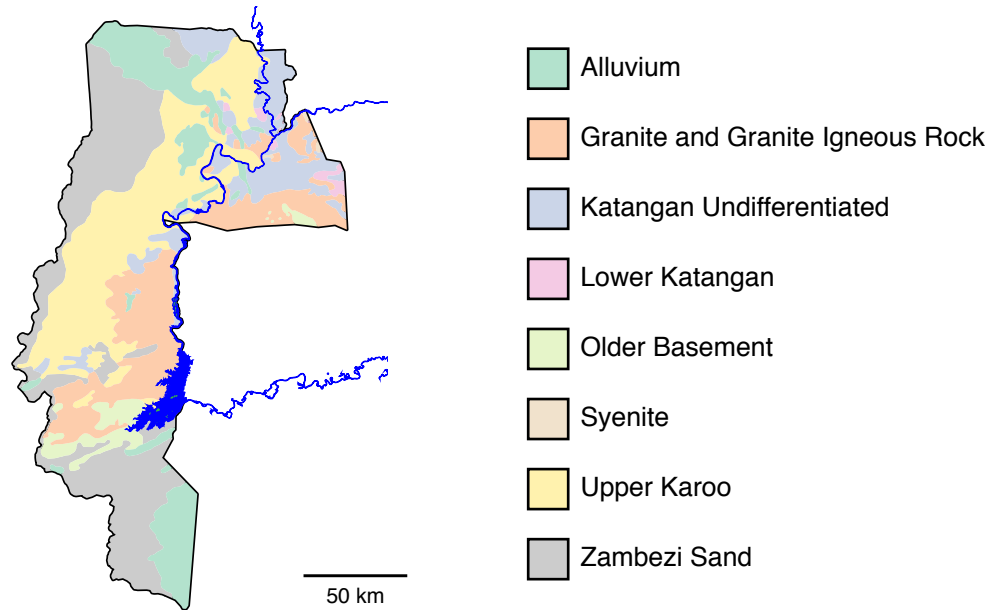 Alluvium
Granite and Granite Igneous Rock
Katangan Undifferentiated
Lower Katangan
Older Basement
Syenite
Upper Karoo
Zambezi Sand
50 km